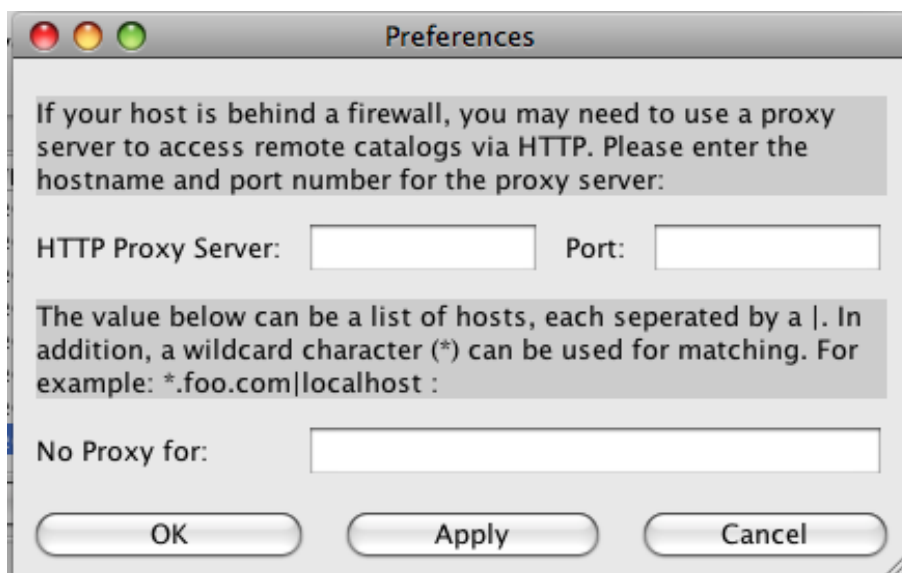 Preferences
If your host is behind a firewall, you may need to use a proxy
server to access remote catalogs via HTTP. Please enter the
hostname and port number for the proxy server:
HTTP Proxy Server: Port:
The value below can be a list of hosts, each seperated by a |. In
addition, a wildcard character (*) can be used for matching. For
example: *.foo.com|localhost :
No Proxy for:
OK Apply Cancel